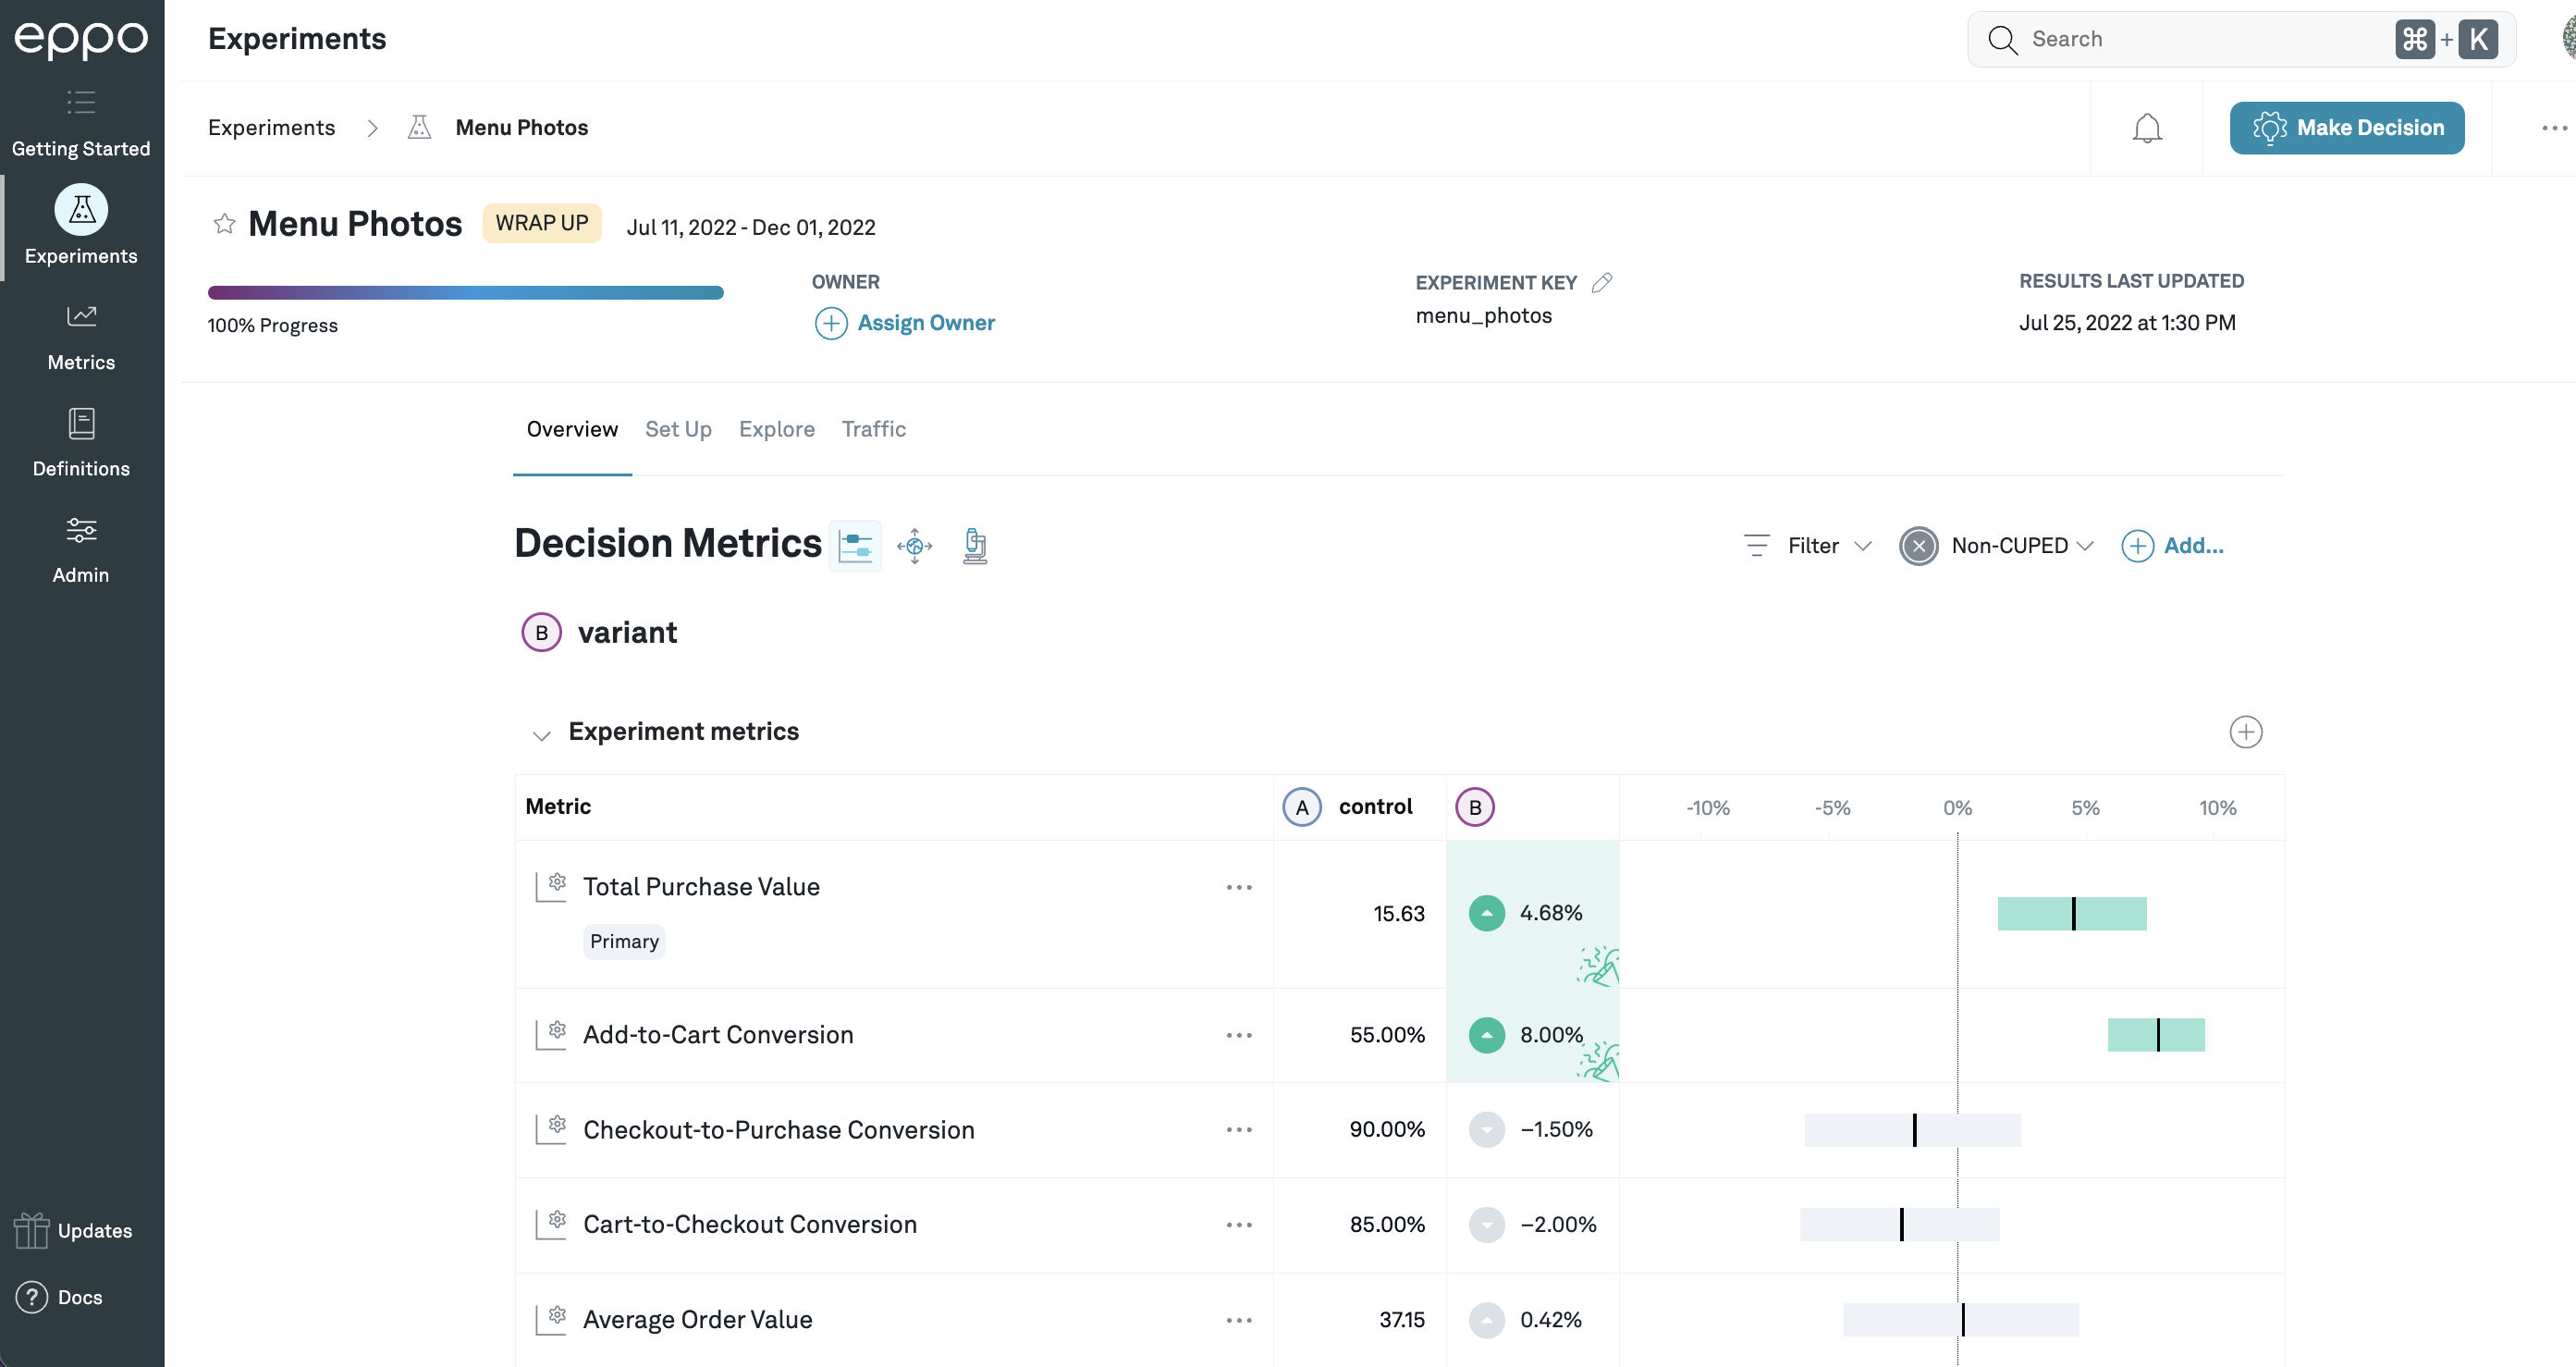 eppo
Getting Started
Experiments
Metrics
Definitions
Admin
Updates
? Docs
Experiments
Search
⌘ + K
Experiments
Menu Photos
Make Decision
Menu Photos WRAP UP Jul 11, 2022 - Dec 01, 2022
100% Progress
OWNER
Assign Owner
EXPERIMENT KEY
menu_photos
RESULTS LAST UPDATED
Jul 25, 2022 at 1:30 PM
Overview Set Up Explore Traffic
Decision Metrics
Filter Non-CUPED Add...
B variant
Experiment metrics
Metric A control B -10% -5% 0% 5% 10%
Total Purchase Value 15.63 4.68%
Primary
Add-to-Cart Conversion 55.00% 8.00%
Checkout-to-Purchase Conversion 90.00% –1.50%
Cart-to-Checkout Conversion 85.00% –2.00%
Average Order Value 37.15 0.42%